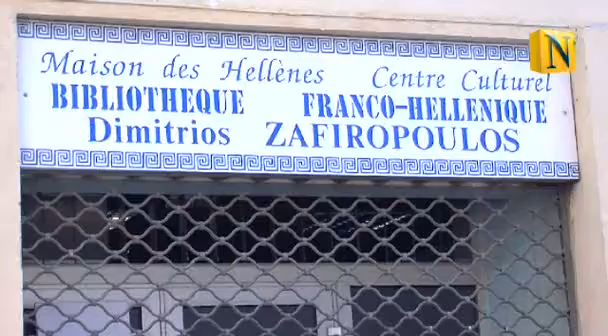 Maison des Hellènes Centre Culturel
BIBLIOTHEQUE FRANCO-HELLENIQUE
Dimitrios ZAFIROPOULOS
N